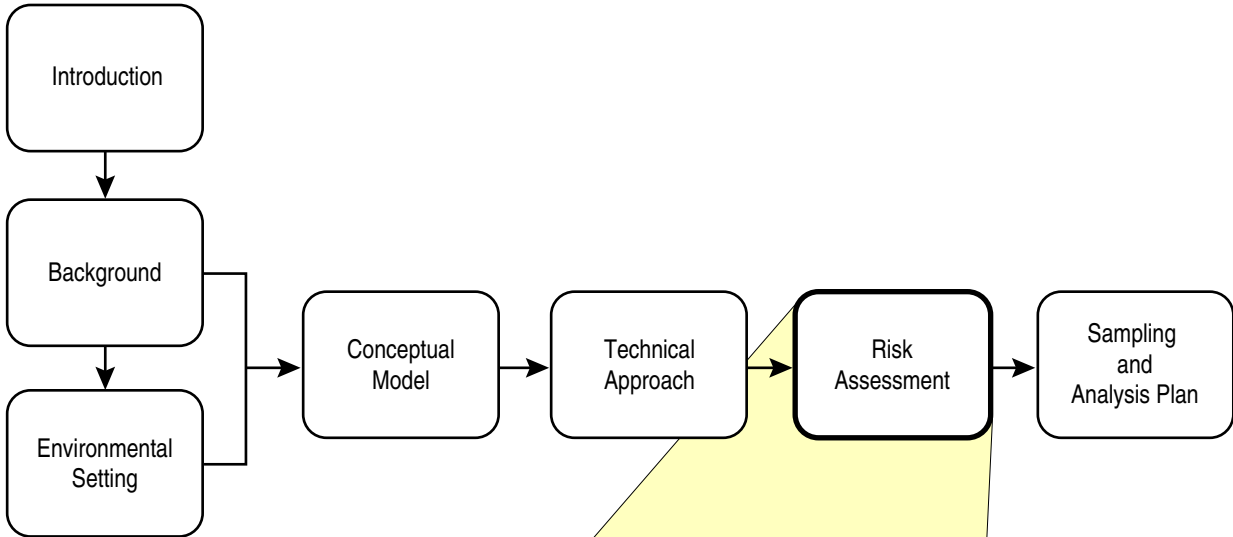 Introduction
Background
Environmental
Setting
Conceptual
Model
Technical
Approach
Risk
Assessment
Sampling
and
Analysis Plan